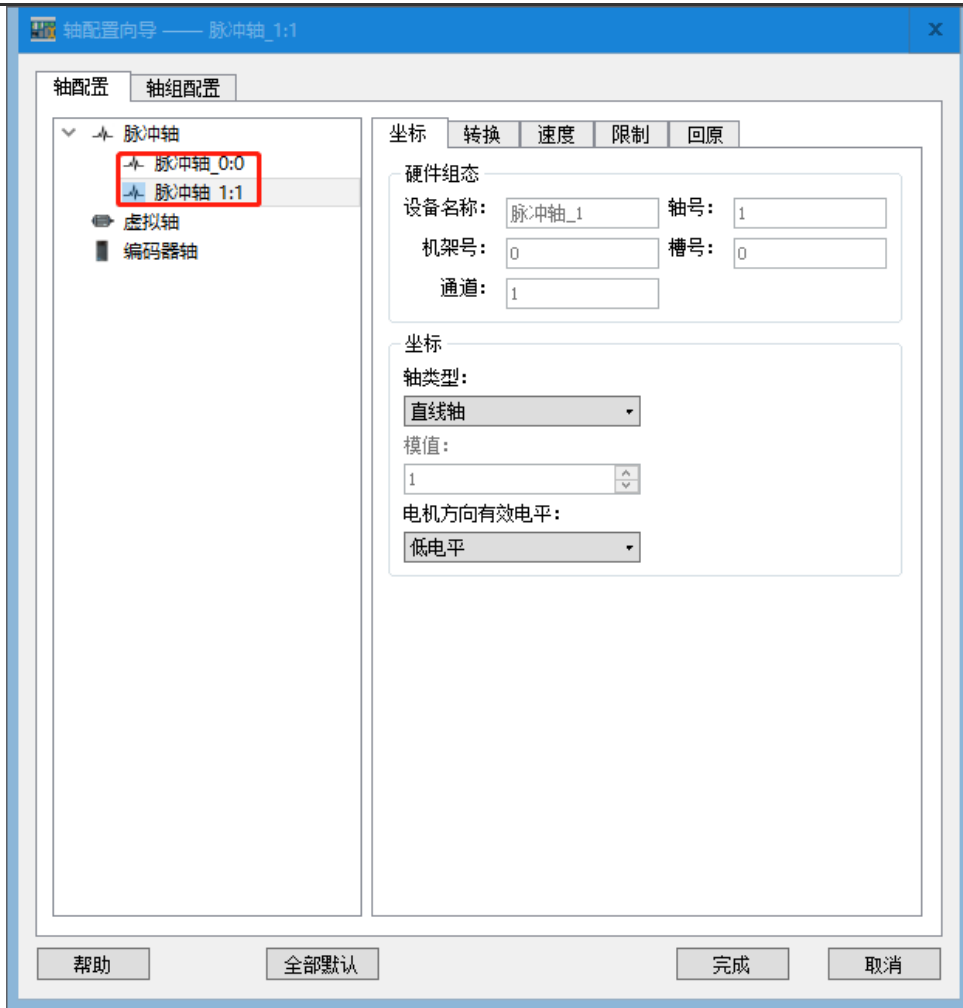 轴配置向导 —— 脉冲轴_1:1
x
轴配置 轴组配置
脉冲轴
脉冲轴_0:0
脉冲轴_1:1
虚拟轴
编码器轴
坐标 转换 速度 限制 回原
硬件组态
设备名称: 脉冲轴_1 轴号: 1
机架号: 0 槽号: 0
通道: 1
坐标
轴类型:
直线轴
模值:
1
电机方向有效电平:
低电平
帮助 全部默认 完成 取消